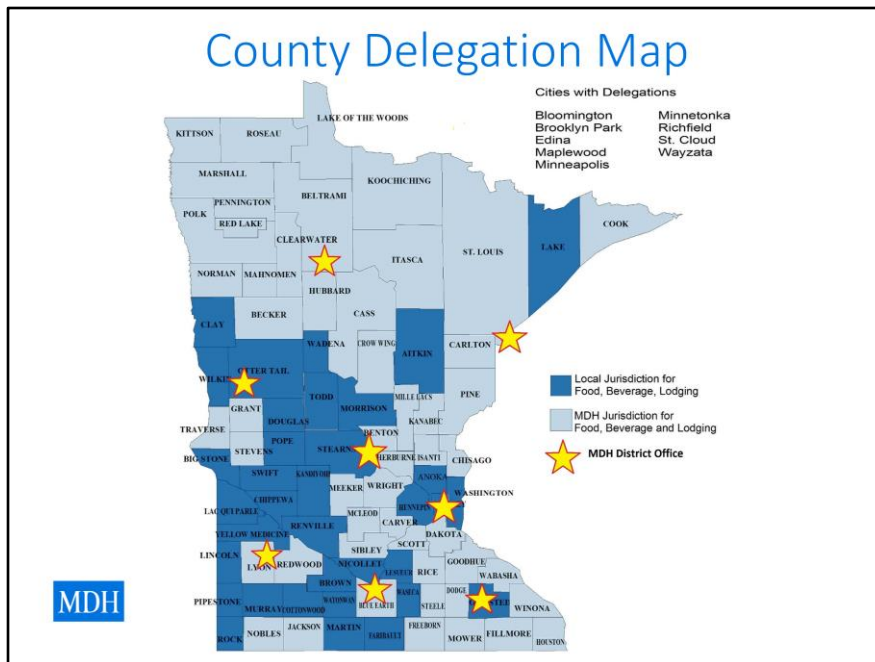 County Delegation Map
Cities with Delegations
Bloomington Minnetonka
Brooklyn Park Richfield
Edina St. Cloud
Maplewood Wayzata
Minneapolis
LAKE OF THE WOODS
KITTSON ROSEAU
MARSHALL
KOOCHICHING
BELTRAMI
PENNINGTON
POLK
RED LAKE
COOK
CLEARWATER
ST. LOUIS
LAKE
ITASCA
NORMAN MAHNOMEN
HUBBARD
CASS
BECKER
CLAY
WADENA
CROW WING
AITKIN
CARLTON
OTTER TAIL
WILKIN
Local Jurisdiction for
Food, Beverage, Lodging
MDH Jurisdiction for
Food, Beverage and Lodging
MDH District Office
TODD
MORRISON
MILLE LACS
PINE
GRANT
DOUGLAS
KANABEC
TRAVERSE
POPE
BENTON
STEVENS
STEARNS
BIG STONE
SHERBURNE ISANTI
CHISAGO
SWIFT
KANDIYOHI
ANOKA
MEEKER
WRIGHT
WASHINGTON
CHIPPEWA
HENNEPIN
LAC QUI PARLE
MCLEOD
CARVER
RENVILLE
DAKOTA
YELLOW MEDICINE
SCOTT
SIBLEY
LINCOLN
LYON
REDWOOD
NICOLLET
LESUEUR
RICE
GOODHUE
WABASHA
BROWN
MDH
PIPESTONE
MURRAY
COTTONWOOD
WATONWAN
BLUE EARTH
WASECA
STEELE
DODGE
WINONA
ROCK
NOBLES
JACKSON
MARTIN
FARIBAULT
FREEBORN
MOWER
FILLMORE
HOUSTON